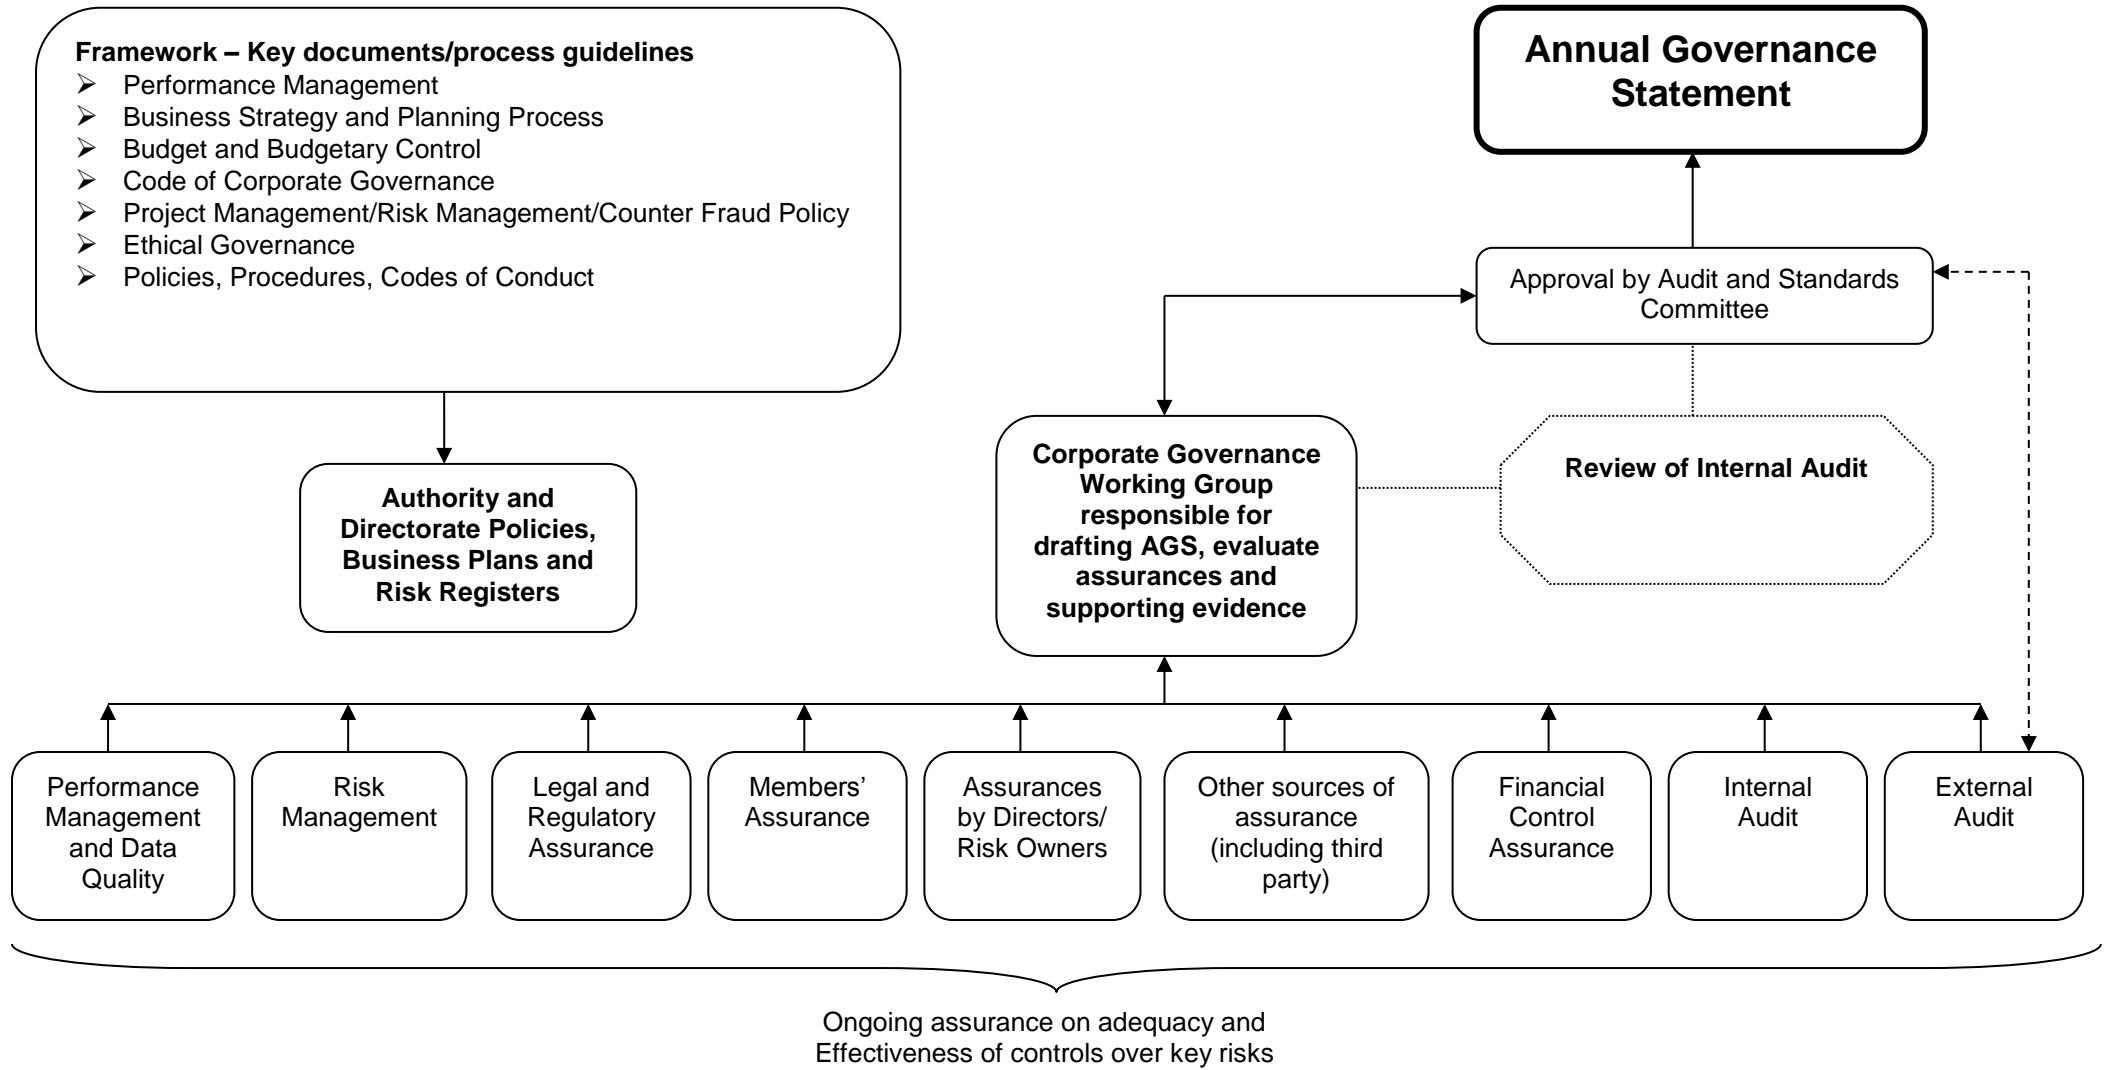 Framework – Key documents/process guidelines
➢ Performance Management
➢ Business Strategy and Planning Process
➢ Budget and Budgetary Control
➢ Code of Corporate Governance
➢ Project Management/Risk Management/Counter Fraud Policy
➢ Ethical Governance
➢ Policies, Procedures, Codes of Conduct
Annual Governance
Statement
Approval by Audit and Standards
Committee
Authority and
Directorate Policies,
Business Plans and
Risk Registers
Corporate Governance
Working Group
responsible for
drafting AGS, evaluate
assurances and
supporting evidence
Review of Internal Audit
Performance
Management
and Data
Quality
Risk
Management
Legal and
Regulatory
Assurance
Members’
Assurance
Assurances
by Directors/
Risk Owners
Other sources of
assurance
(including third
party)
Financial
Control
Assurance
Internal
Audit
External
Audit
Ongoing assurance on adequacy and
Effectiveness of controls over key risks